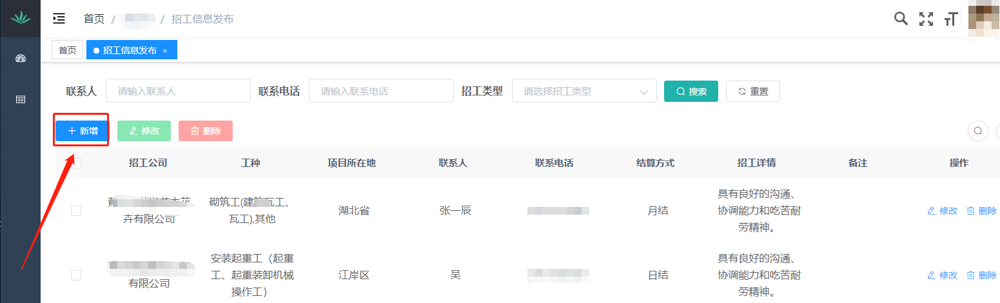 首页 / / 招工信息发布
首页
招工信息发布 ×
联系人 请输入联系人 联系电话 请输入联系电话 招工类型 请选择招工类型 搜索 重置
+ 新增 修改 删除
招工公司 工种 项目所在地 联系人 联系电话 结算方式 招工详情 备注 操作
卉有限公司
砌筑工(建 瓦工、
瓦工),其他
湖北省
张一辰
月结
具有良好的沟通、
协调能力和吃苦耐
劳精神。
修改 删除
有限公司
安装起重工（起重
工、起重装卸机械
操作工）
江岸区
吴
日结
具有良好的沟通、
协调能力和吃苦耐
劳精神。
修改 删除